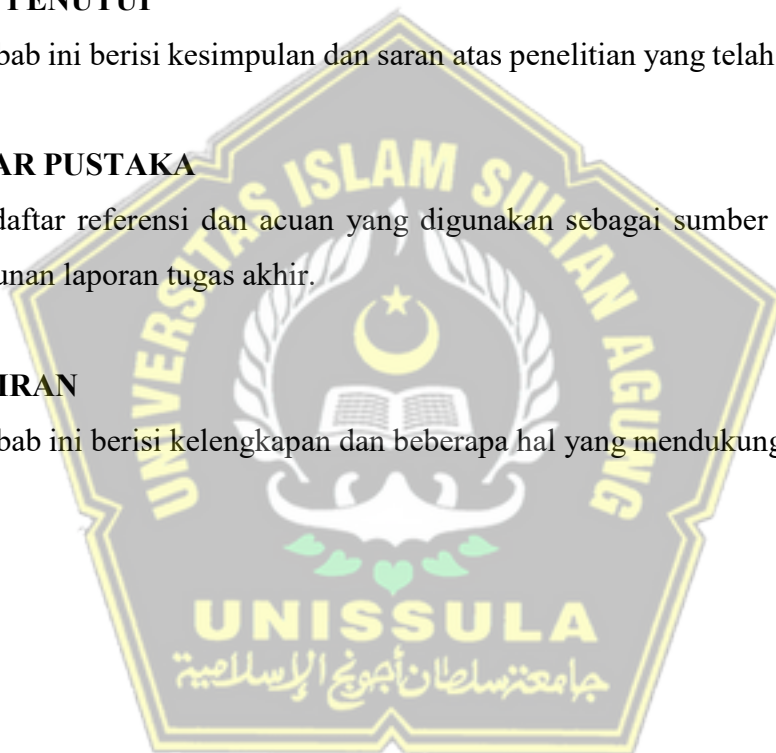 PENUTUP
bab ini berisi kesimpulan dan saran atas penelitian yang telah
AR PUSTAKA
daftar referensi dan acuan yang digunakan sebagai sumber
unan laporan tugas akhir.
IRAN
bab ini berisi kelengkapan dan beberapa hal yang mendukung
UNIVERSITAS ISLAM SULTAN AGUNG
UNISSULA
جامعة سلطان أجونج الإسلامية